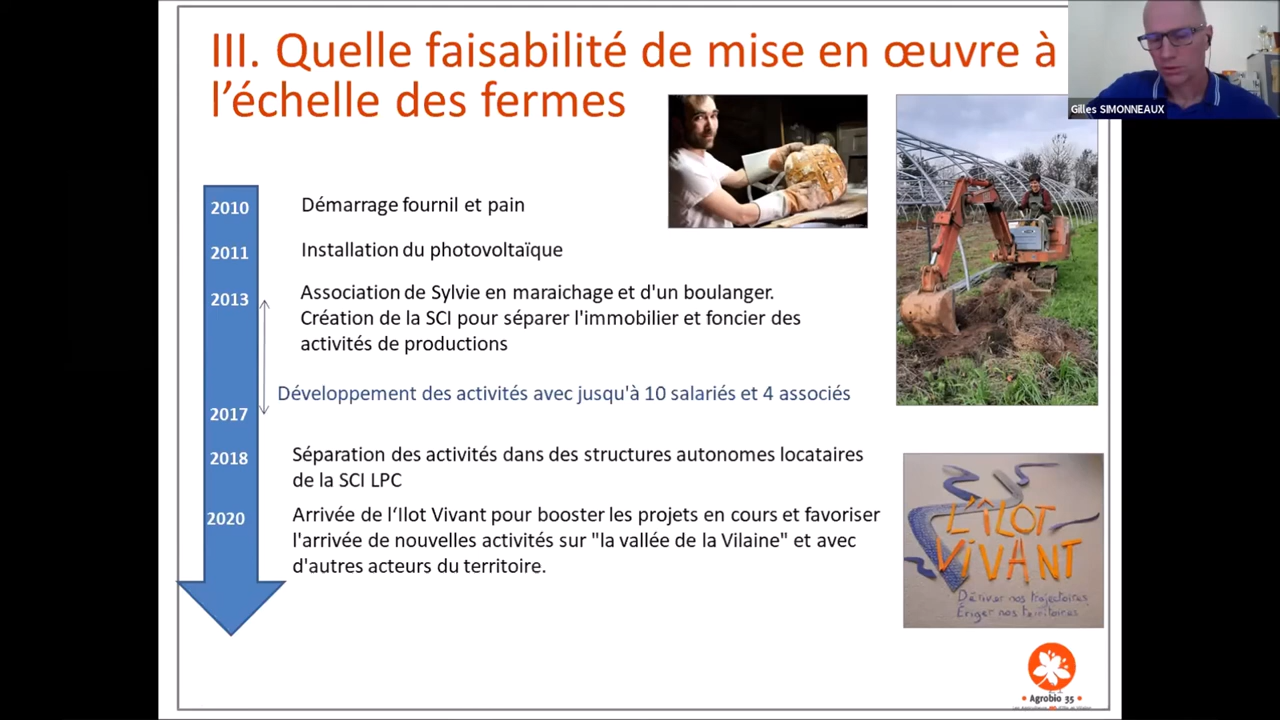 III. Quelle faisabilité de mise en œuvre à
l'échelle des fermes
Gilles SIMONNEAUX
2010
Démarrage fournil et pain
2011
Installation du photovoltaïque
2013
Association de Sylvie en maraichage et d'un boulanger.
Création de la SCI pour séparer l'immobilier et foncier des
activités de productions
Développement des activités avec jusqu'à 10 salariés et 4 associés
2017
2018
Séparation des activités dans des structures autonomes locataires
de la SCI LPC
2020
Arrivée de l'Ilot Vivant pour booster les projets en cours et favoriser
l'arrivée de nouvelles activités sur "la vallée de la Vilaine" et avec
d'autres acteurs du territoire.
L'ÎLOT
VIVANT
Dériver nos trajectoires
Ériger nos territoires
• Agrobio 35 •